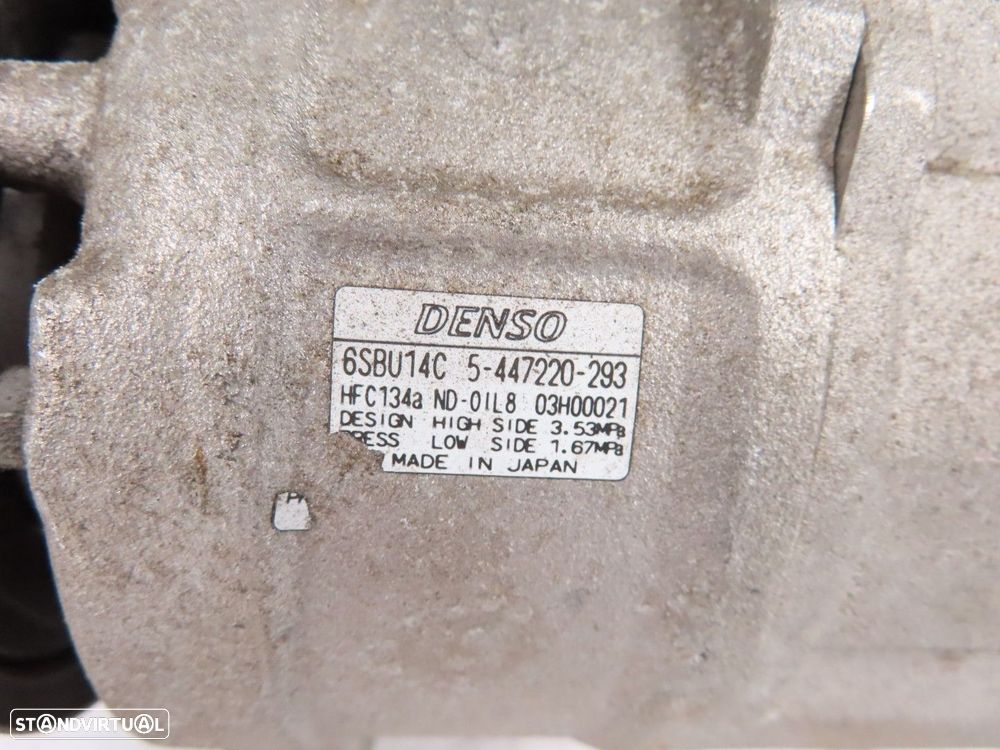 DENSO
6SBU14C 5-447220-293
HFC134a ND-OIL8 03H00021
DESIGN HIGH SIDE 3.53MPa
PRESS LOW SIDE 1.67MPa
MADE IN JAPAN
STANDVIRTUAL